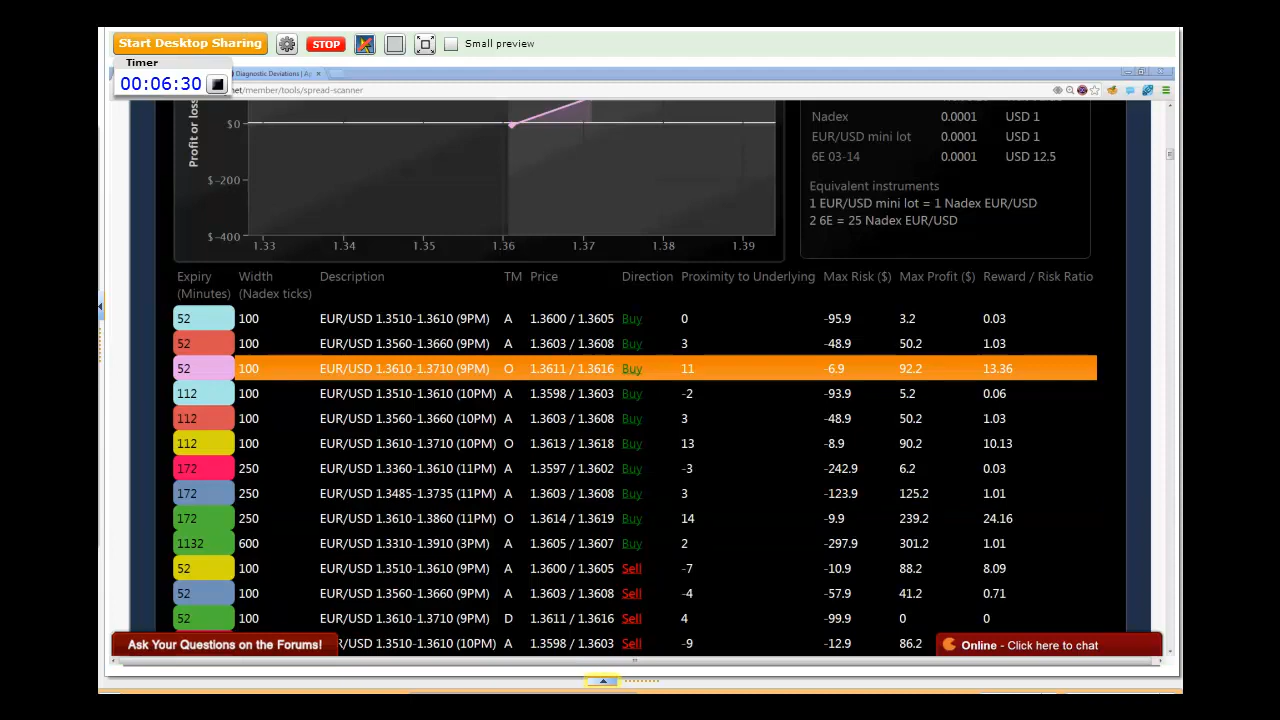 Start Desktop Sharing STOP Small preview
Timer
00:06:30
Diagnostic Deviations | Ap
net/member/tools/spread-scanner
Profit or loss
$0
$-200
$-400
1.33 1.34 1.35 1.36 1.37 1.38 1.39
Nadex 0.0001 USD 1
EUR/USD mini lot 0.0001 USD 1
6E 03-14 0.0001 USD 12.5
Equivalent instruments
1 EUR/USD mini lot = 1 Nadex EUR/USD
2 6E = 25 Nadex EUR/USD
Expiry (Minutes) Width (Nadex ticks) Description TM Price Direction Proximity to Underlying Max Risk ($) Max Profit ($) Reward / Risk Ratio
52 100 EUR/USD 1.3510-1.3610 (9PM) A 1.3600 / 1.3605 Buy 0 -95.9 3.2 0.03
52 100 EUR/USD 1.3560-1.3660 (9PM) A 1.3603 / 1.3608 Buy 3 -48.9 50.2 1.03
52 100 EUR/USD 1.3610-1.3710 (9PM) O 1.3611 / 1.3616 Buy 11 -6.9 92.2 13.36
112 100 EUR/USD 1.3510-1.3610 (10PM) A 1.3598 / 1.3603 Buy -2 -93.9 5.2 0.06
112 100 EUR/USD 1.3560-1.3660 (10PM) A 1.3603 / 1.3608 Buy 3 -48.9 50.2 1.03
112 100 EUR/USD 1.3610-1.3710 (10PM) O 1.3613 / 1.3618 Buy 13 -8.9 90.2 10.13
172 250 EUR/USD 1.3360-1.3610 (11PM) A 1.3597 / 1.3602 Buy -3 -242.9 6.2 0.03
172 250 EUR/USD 1.3485-1.3735 (11PM) A 1.3603 / 1.3608 Buy 3 -123.9 125.2 1.01
172 250 EUR/USD 1.3610-1.3860 (11PM) O 1.3614 / 1.3619 Buy 14 -9.9 239.2 24.16
1132 600 EUR/USD 1.3310-1.3910 (3PM) A 1.3605 / 1.3607 Buy 2 -297.9 301.2 1.01
52 100 EUR/USD 1.3510-1.3610 (9PM) A 1.3600 / 1.3605 Sell -7 -10.9 88.2 8.09
52 100 EUR/USD 1.3560-1.3660 (9PM) A 1.3603 / 1.3608 Sell -4 -57.9 41.2 0.71
52 100 EUR/USD 1.3610-1.3710 (9PM) D 1.3611 / 1.3616 Sell 4 -99.9 0 0
EUR/USD 1.3510-1.3610 (10PM) A 1.3598 / 1.3603 Sell -9 -12.9 86.2
Ask Your Questions on the Forums! Online - Click here to chat